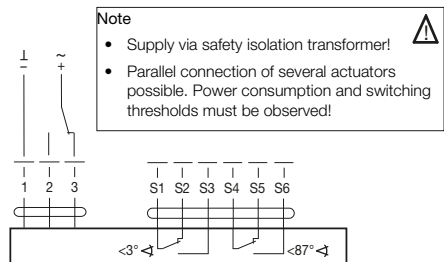 Note
• Supply via safety isolation transformer!
• Parallel connection of several actuators
possible. Power consumption and switching
thresholds must be observed!
⊥ ~
– +
1 2 3 S1 S2 S3 S4 S5 S6
<3° <87°